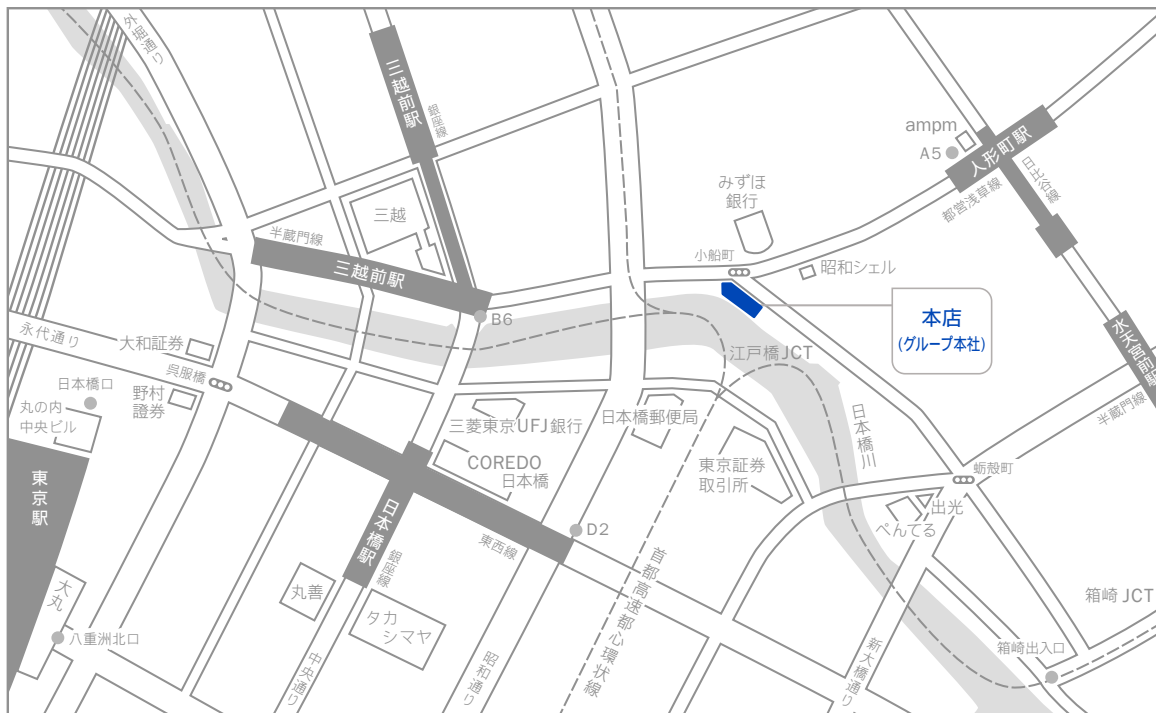 外堀通り
三越前駅
銀座線
ampm
A5
人形町駅
日比谷線
都営浅草線
みずほ
銀行
三越
半蔵門線
三越前駅
小船町
昭和シェル
B6
本店
(グループ本社)
永代通り
大和証券
呉服橋
江戸橋JCT
水天宮前駅
半蔵門線
日本橋口
野村
證券
丸の内
中央ビル
三菱東京UFJ銀行
日本橋郵便局
日本橋川
COREDO
日本橋
東京証券
取引所
蛎殻町
東京駅
出光
ぺんてる
日本橋駅
銀座線
東西線
D2
首都高速都心環状線
大丸
丸善
タカ
シマヤ
箱崎JCT
八重洲北口
箱崎出入口
中央通り
昭和通り
新大橋通り